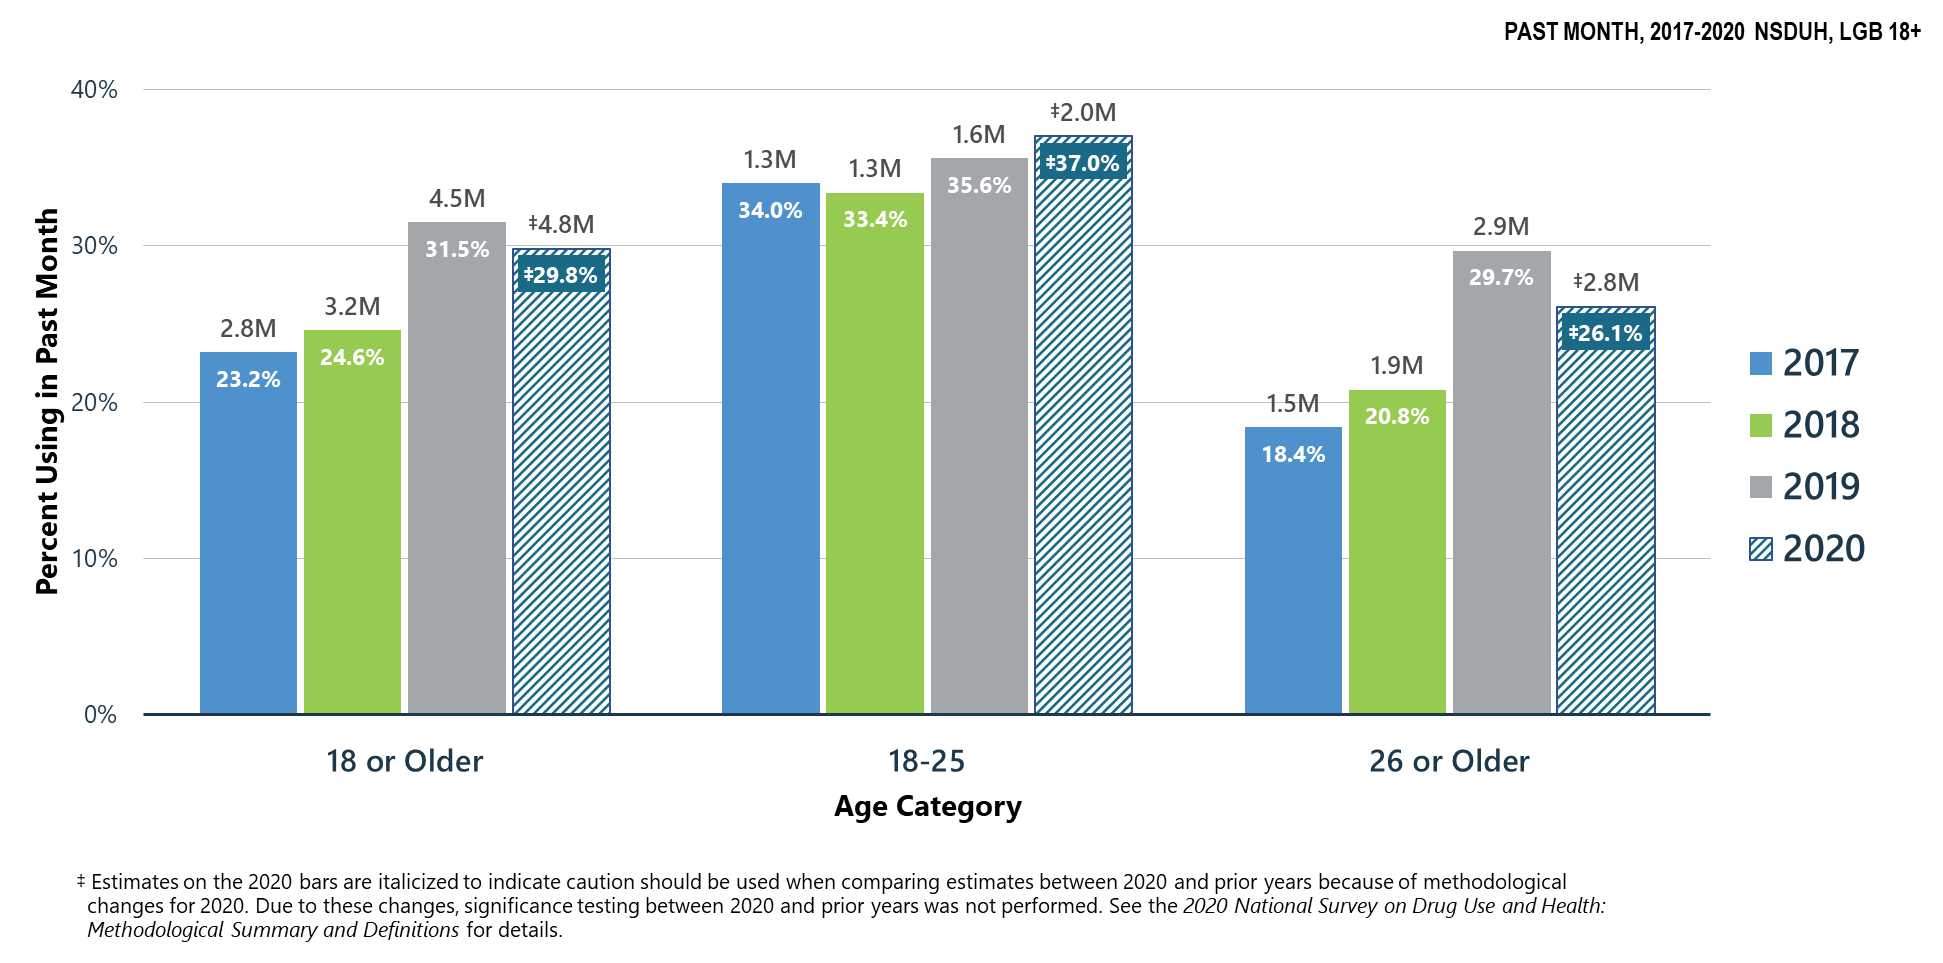 PAST MONTH, 2017-2020 NSDUH, LGB 18+
Percent Using in Past Month
40%
30%
20%
10%
0%
2.8M
23.2%
3.2M
24.6%
4.5M
31.5%
‡4.8M
‡29.8%
1.3M
34.0%
1.3M
33.4%
1.6M
35.6%
‡2.0M
‡37.0%
1.5M
18.4%
1.9M
20.8%
2.9M
29.7%
‡2.8M
‡26.1%
2017
2018
2019
2020
18 or Older
18-25
26 or Older
Age Category
‡ Estimates on the 2020 bars are italicized to indicate caution should be used when comparing estimates between 2020 and prior years because of methodological
changes for 2020. Due to these changes, significance testing between 2020 and prior years was not performed. See the 2020 National Survey on Drug Use and Health:
Methodological Summary and Definitions for details.